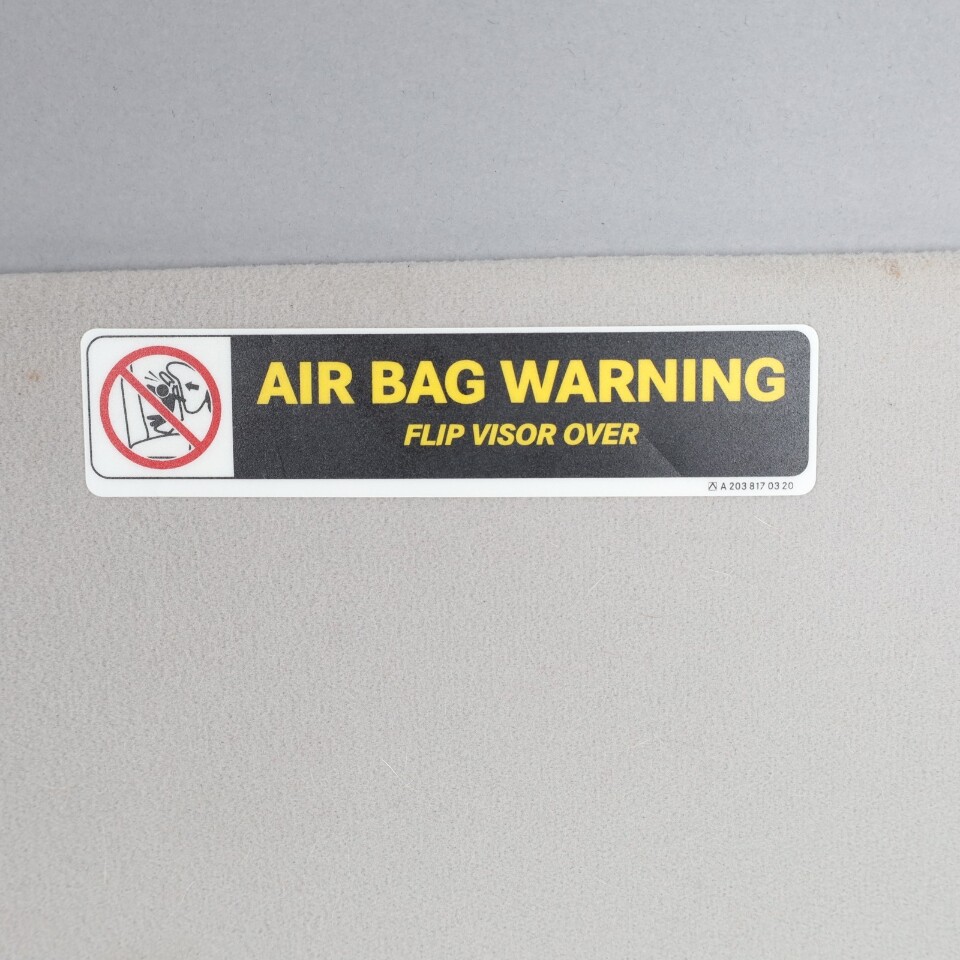 AIR BAG WARNING
FLIP VISOR OVER
A 203 817 03 20